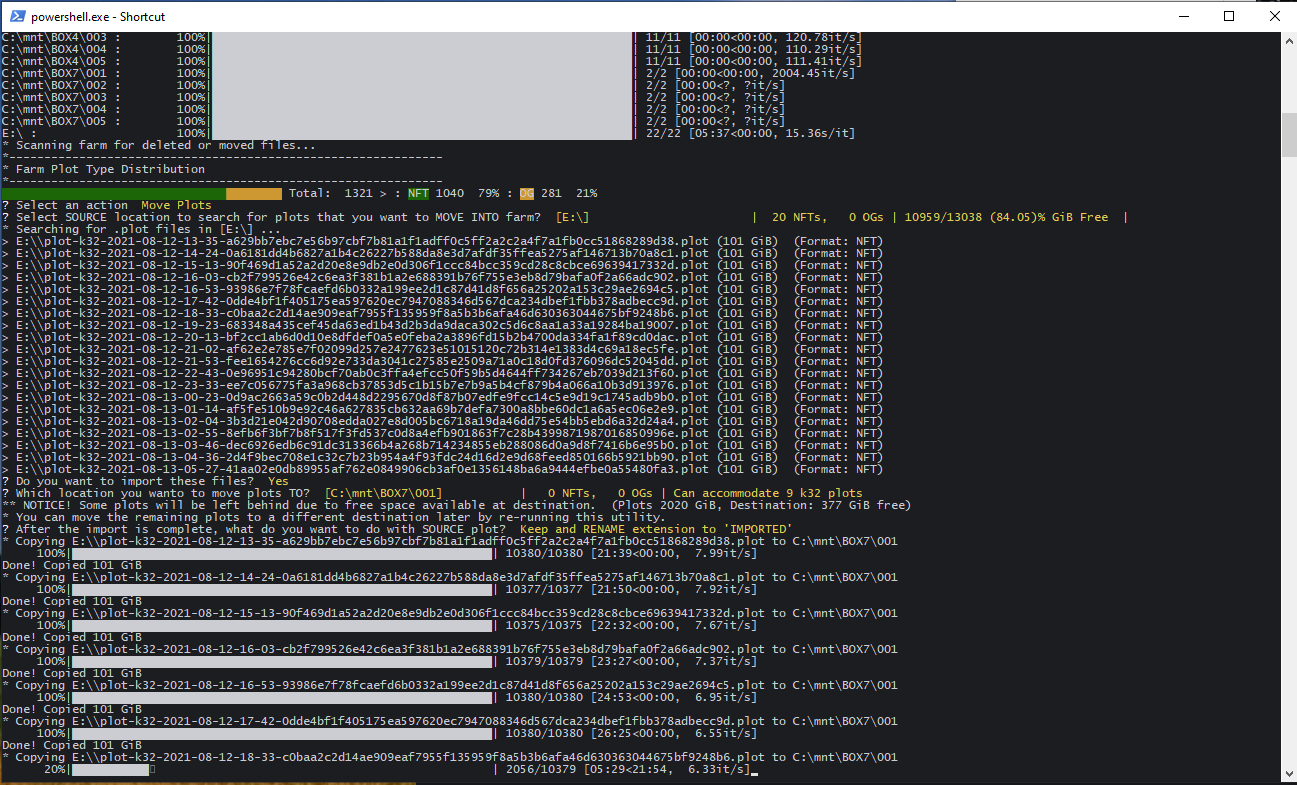 powershell.exe - Shortcut
C:\mnt\BOX4\003 : 100%| | 11/11 [00:00<00:00, 120.78it/s]
C:\mnt\BOX4\004 : 100%| | 11/11 [00:00<00:00, 110.29it/s]
C:\mnt\BOX4\005 : 100%| | 11/11 [00:00<00:00, 111.41it/s]
C:\mnt\BOX7\001 : 100%| | 2/2 [00:00<00:00, 2004.45it/s]
C:\mnt\BOX7\002 : 100%| | 2/2 [00:00<?, ?it/s]
C:\mnt\BOX7\003 : 100%| | 2/2 [00:00<?, ?it/s]
C:\mnt\BOX7\004 : 100%| | 2/2 [00:00<?, ?it/s]
C:\mnt\BOX7\005 : 100%| | 2/2 [00:00<?, ?it/s]
E:\ : 100%| | 22/22 [05:37<00:00, 15.36s/it]
* Scanning farm for deleted or moved files...
*--------------------------------------------------------------
* Farm Plot Type Distribution
*--------------------------------------------------------------
Total: 1321 > : NFT 1040 79% : OG 281 21%
? Select an action Move Plots
? Select SOURCE location to search for plots that you want to MOVE INTO farm? [E:\] | 20 NFTs, 0 OGs | 10959/13038 (84.05)% GiB Free |
* Searching for .plot files in [E:\] ...
> E:\\plot-k32-2021-08-12-13-35-a629bb7ebc7e56b97cbf7b81a1f1adff0c5ff2a2c2a4f7a1fb0cc51868289d38.plot (101 GiB) (Format: NFT)
> E:\\plot-k32-2021-08-12-14-24-0a6181dd4b6827a1b4c26227b588da8e3d7afdf35ffea5275af146713b70a8c1.plot (101 GiB) (Format: NFT)
> E:\\plot-k32-2021-08-12-15-13-90f469d1a52a2d20e8e9db2e0d306f1ccc84bcc359cd28c8cbce69639417332d.plot (101 GiB) (Format: NFT)
> E:\\plot-k32-2021-08-12-16-03-cb2f799526e42c6ea3f381b1a2e688391b76f755e3eb8d79bafa0f2a66adc902.plot (101 GiB) (Format: NFT)
> E:\\plot-k32-2021-08-12-16-53-93986e7f78fcaefd6b0332a199ee2d1c87d41d8f656a25202a153c29ae2694c5.plot (101 GiB) (Format: NFT)
> E:\\plot-k32-2021-08-12-17-42-0dde4bf1f405175ea597620ec7947088346d567dca234dbef1fbb378adbecc9d.plot (101 GiB) (Format: NFT)
> E:\\plot-k32-2021-08-12-18-33-c0baa2c2d14ae909eaf7955f135959f8a5b3b6afa46d630363044675bf9248b6.plot (101 GiB) (Format: NFT)
> E:\\plot-k32-2021-08-12-19-23-683348a435cef45da63ed1b43d2b3da9daca302c5d6c8aa1a33a19284ba19007.plot (101 GiB) (Format: NFT)
> E:\\plot-k32-2021-08-12-20-13-bf2cc1ab6d0d10e8dfdef0a5e0feba2a3896fd15b2b4700da334fa1f89cd0dac.plot (101 GiB) (Format: NFT)
> E:\\plot-k32-2021-08-12-21-02-af62e2e785e7f02099d257e2477623e51015120c72b314e1383d4c69a18ec5fe.plot (101 GiB) (Format: NFT)
> E:\\plot-k32-2021-08-12-21-53-fee1654276cc6d92e733da3041c27585e2509a71a0c18d0fd376096dc52045dd.plot (101 GiB) (Format: NFT)
> E:\\plot-k32-2021-08-12-22-43-0e96951c94280bcf70ab0c3ffa4efcc50f59b5d4644ff734267eb7039d213f60.plot (101 GiB) (Format: NFT)
> E:\\plot-k32-2021-08-12-23-33-ee7c056775fa3a968cb37853d5c1b15b7e7b9a5b4cf879b4a066a10b3d913976.plot (101 GiB) (Format: NFT)
> E:\\plot-k32-2021-08-13-00-23-0d9ac2663a59c0b2d448d2295670d8f87b07edfe9fcc14c5e9d19c1745adb9b0.plot (101 GiB) (Format: NFT)
> E:\\plot-k32-2021-08-13-01-14-af5fe510b9e92c46a627835cb632aa69b7defa7300a8bbe60dc1a6a5ec06e2e9.plot (101 GiB) (Format: NFT)
> E:\\plot-k32-2021-08-13-02-04-3b3d21e042d90708edda027e8d005bc6718a19da46dd75e54bb5ebd6a32d24a4.plot (101 GiB) (Format: NFT)
> E:\\plot-k32-2021-08-13-02-55-8efb6f3bf7b8f517f3fd537c0d8a4efb901863f7c28b4399871987016850996e.plot (101 GiB) (Format: NFT)
> E:\\plot-k32-2021-08-13-03-46-dec6926edb6c91dc313366b4a268b714234855eb288086d0a9d8f7416b6e95b0.plot (101 GiB) (Format: NFT)
> E:\\plot-k32-2021-08-13-04-36-2d4f9bec708e1c32c7b23b954a4f93fdc24d16d2e9d68feed850166b5921bb90.plot (101 GiB) (Format: NFT)
> E:\\plot-k32-2021-08-13-05-27-41aa02e0db89955af762e0849906cb3af0e1356148ba6a9444efbe0a55480fa3.plot (101 GiB) (Format: NFT)
? Do you want to import these files? Yes
? Which location you wanto to move plots TO? [C:\mnt\BOX7\001] | 0 NFTs, 0 OGs | Can accommodate 9 k32 plots
** NOTICE! Some plots will be left behind due to free space available at destination. (Plots 2020 GiB, Destination: 377 GiB free)
* You can move the remaining plots to a different destination later by re-running this utility.
? After the import is complete, what do you want to do with SOURCE plot? Keep and RENAME extension to 'IMPORTED'
* Copying E:\\plot-k32-2021-08-12-13-35-a629bb7ebc7e56b97cbf7b81a1f1adff0c5ff2a2c2a4f7a1fb0cc51868289d38.plot to C:\mnt\BOX7\001
100%| | 10380/10380 [21:39<00:00, 7.99it/s]
Done! Copied 101 GiB
* Copying E:\\plot-k32-2021-08-12-14-24-0a6181dd4b6827a1b4c26227b588da8e3d7afdf35ffea5275af146713b70a8c1.plot to C:\mnt\BOX7\001
100%| | 10377/10377 [21:50<00:00, 7.92it/s]
Done! Copied 101 GiB
* Copying E:\\plot-k32-2021-08-12-15-13-90f469d1a52a2d20e8e9db2e0d306f1ccc84bcc359cd28c8cbce69639417332d.plot to C:\mnt\BOX7\001
100%| | 10375/10375 [22:32<00:00, 7.67it/s]
Done! Copied 101 GiB
* Copying E:\\plot-k32-2021-08-12-16-03-cb2f799526e42c6ea3f381b1a2e688391b76f755e3eb8d79bafa0f2a66adc902.plot to C:\mnt\BOX7\001
100%| | 10379/10379 [23:27<00:00, 7.37it/s]
Done! Copied 101 GiB
* Copying E:\\plot-k32-2021-08-12-16-53-93986e7f78fcaefd6b0332a199ee2d1c87d41d8f656a25202a153c29ae2694c5.plot to C:\mnt\BOX7\001
100%| | 10380/10380 [24:53<00:00, 6.95it/s]
Done! Copied 101 GiB
* Copying E:\\plot-k32-2021-08-12-17-42-0dde4bf1f405175ea597620ec7947088346d567dca234dbef1fbb378adbecc9d.plot to C:\mnt\BOX7\001
100%| | 10380/10380 [26:25<00:00, 6.55it/s]
Done! Copied 101 GiB
* Copying E:\\plot-k32-2021-08-12-18-33-c0baa2c2d14ae909eaf7955f135959f8a5b3b6afa46d630363044675bf9248b6.plot to C:\mnt\BOX7\001
20%| | 2056/10379 [05:29<21:54, 6.33it/s]